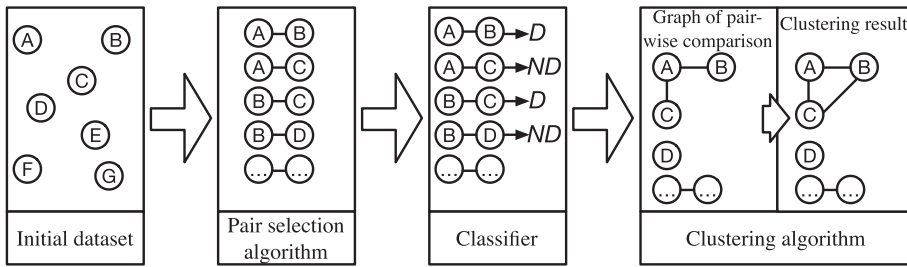 A
B
C
D
E
F
G
Initial dataset
A B
A C
B C
B D
... ...
Pair selection
algorithm
A B D
A C ND
B C D
B D ND
... ...
Classifier
Graph of pair-
wise comparison
A B
C
D
... ...
Clustering result
A B
C
D
... ...
Clustering algorithm